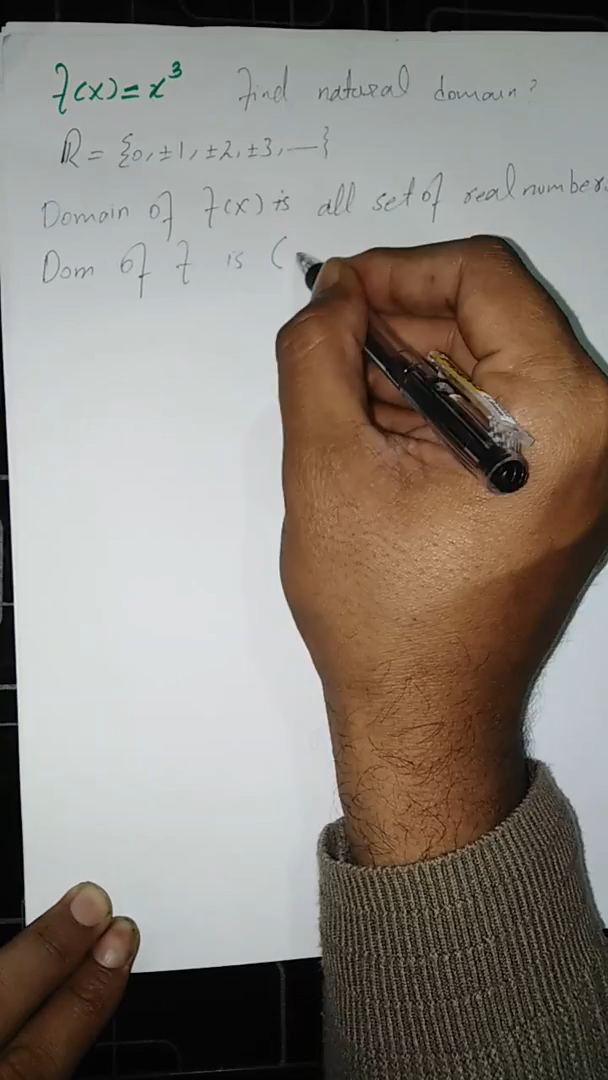 f(x)=x³ Find natural domain?
R = {0, ±1, ±2, ±3, —}
Domain of f(x) is all set of real number.
Dom of f is (